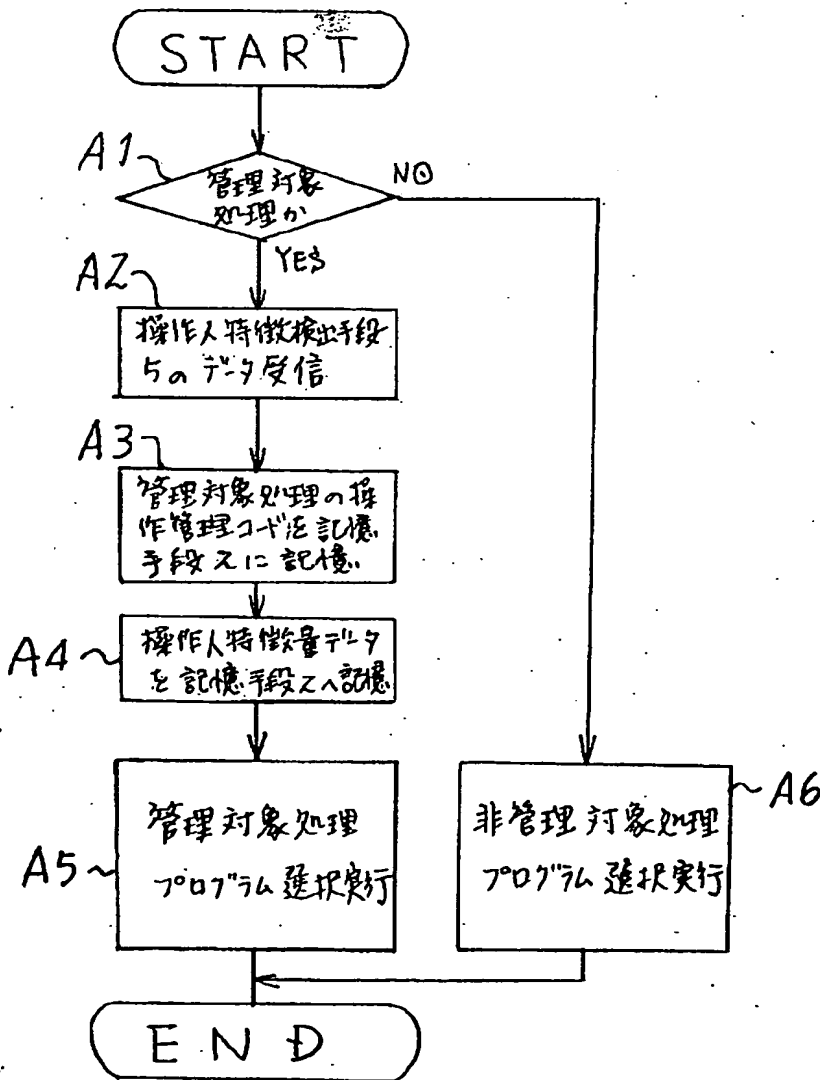 START
A1
管理対象
処理か
NO
YES
A2
操作人特徴検出手段
5のデータ受信
A3
管理対象処理の操
作管理コードを記憶
手段2に記憶
A4
操作人特徴量データ
を記憶手段2へ記憶
A5
管理対象処理
プログラム選択実行
A6
非管理対象処理
プログラム選択実行
END